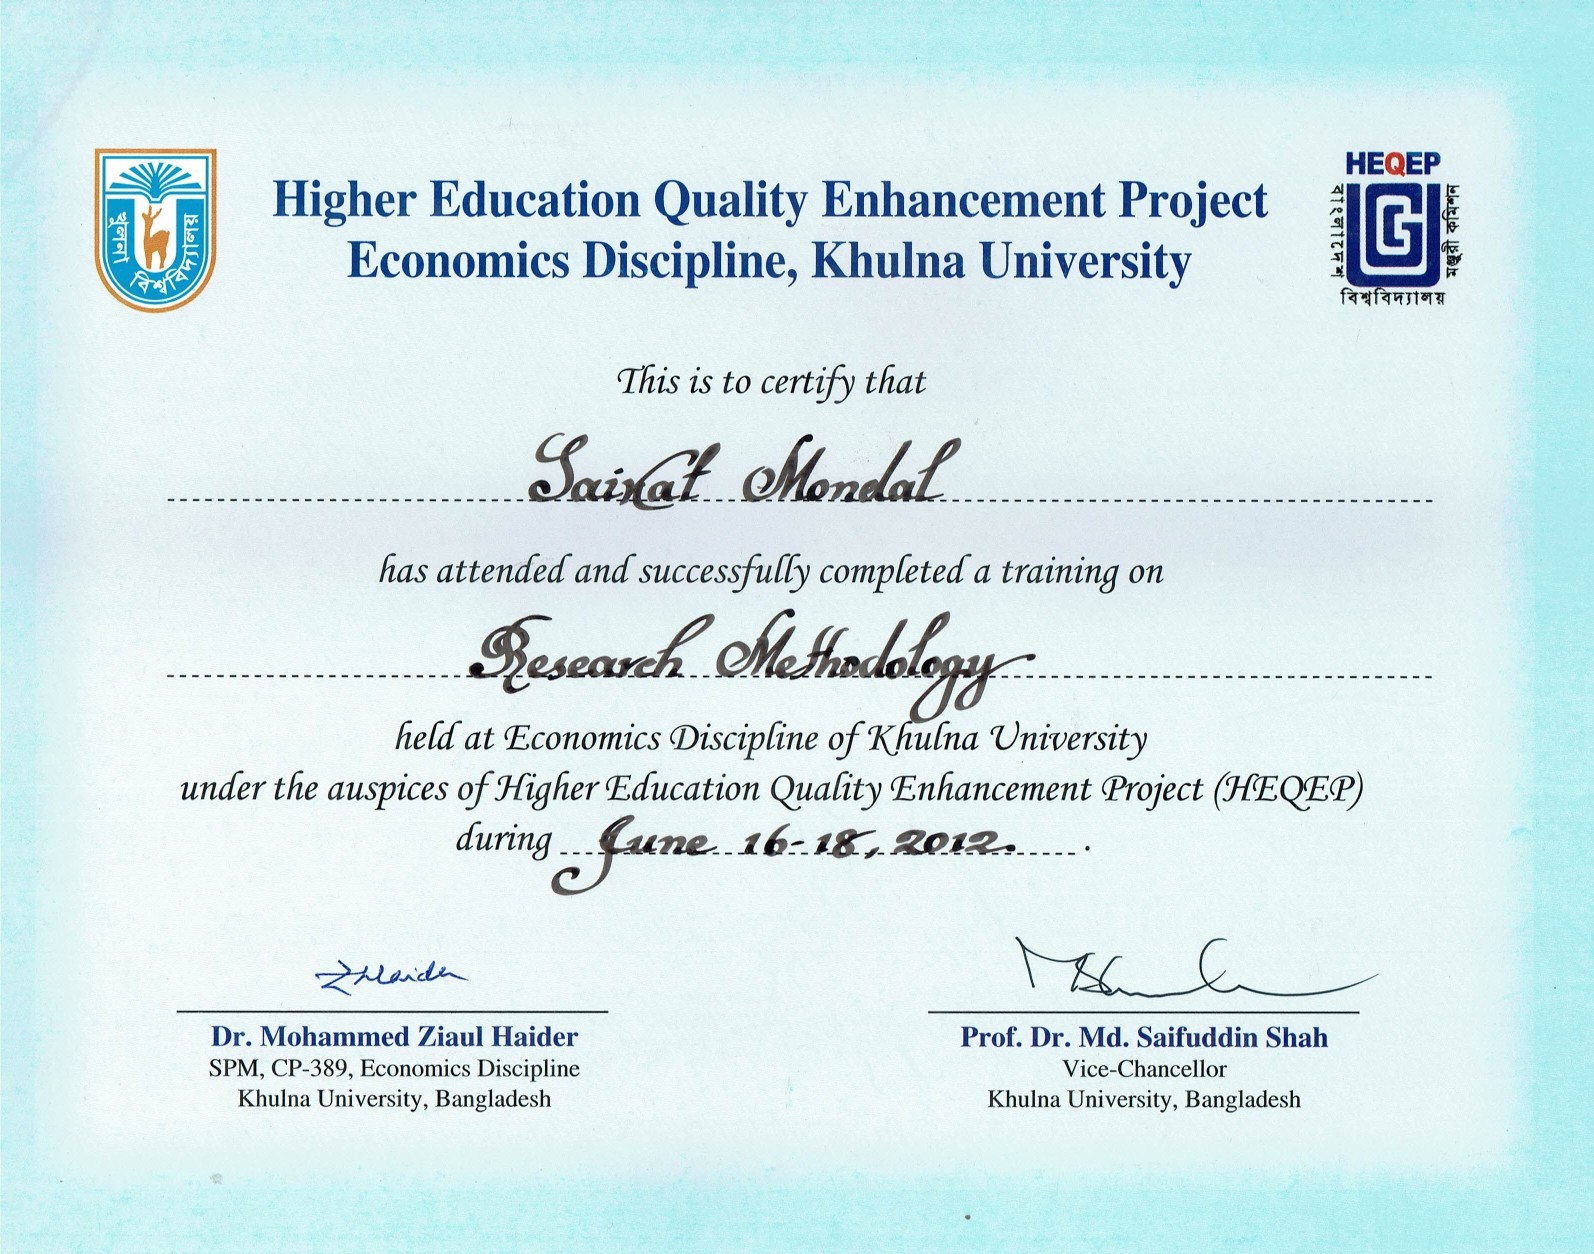 খুলনা বিশ্ববিদ্যালয়
HEQEP
বাংলাদেশ
বিশ্ববিদ্যালয়
মঞ্জুরী কমিশন
Higher Education Quality Enhancement Project
Economics Discipline, Khulna University
This is to certify that
Saikat Mondal
has attended and successfully completed a training on
Research Methodology
held at Economics Discipline of Khulna University
under the auspices of Higher Education Quality Enhancement Project (HEQEP)
during June 16-18, 2012.
ZHaider
Dr. Mohammed Ziaul Haider
SPM, CP-389, Economics Discipline
Khulna University, Bangladesh
Prof. Dr. Md. Saifuddin Shah
Vice-Chancellor
Khulna University, Bangladesh